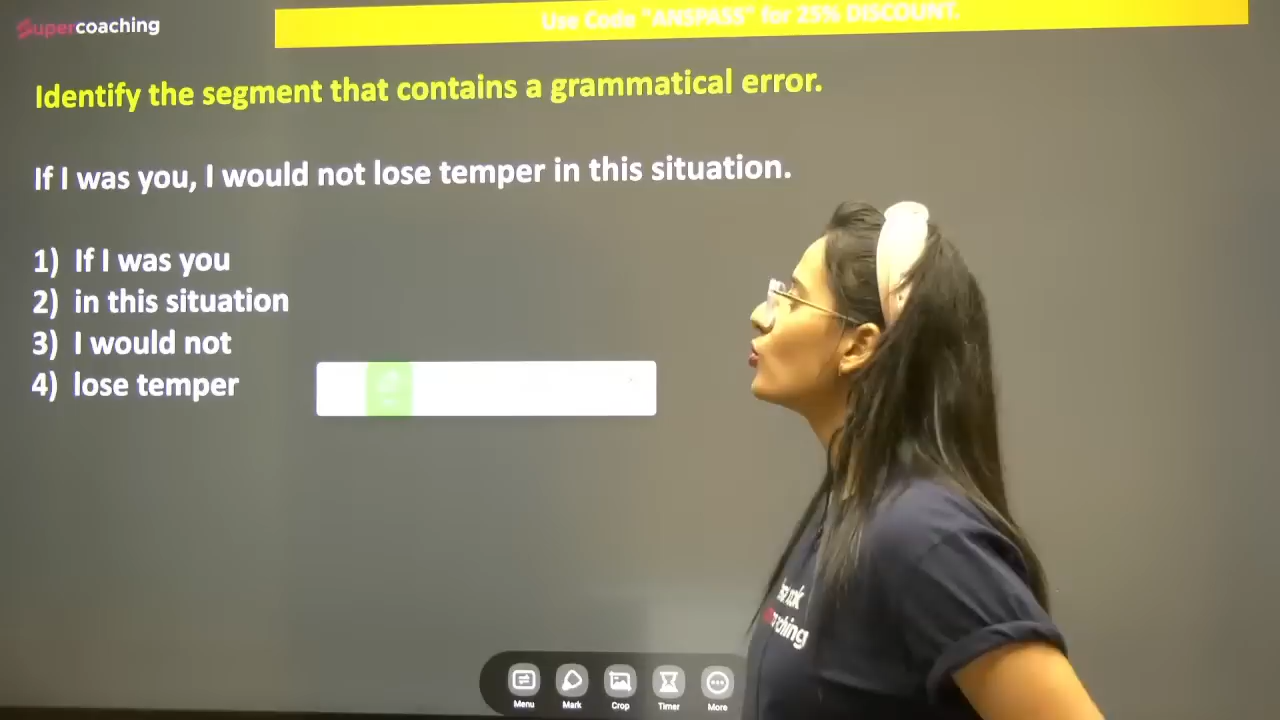 Supercoaching
Use Code "ANSPASS" for 25% DISCOUNT.
Identify the segment that contains a grammatical error.
If I was you, I would not lose temper in this situation.
1) If I was you
2) in this situation
3) I would not
4) lose temper
Menu Mark Crop Timer More